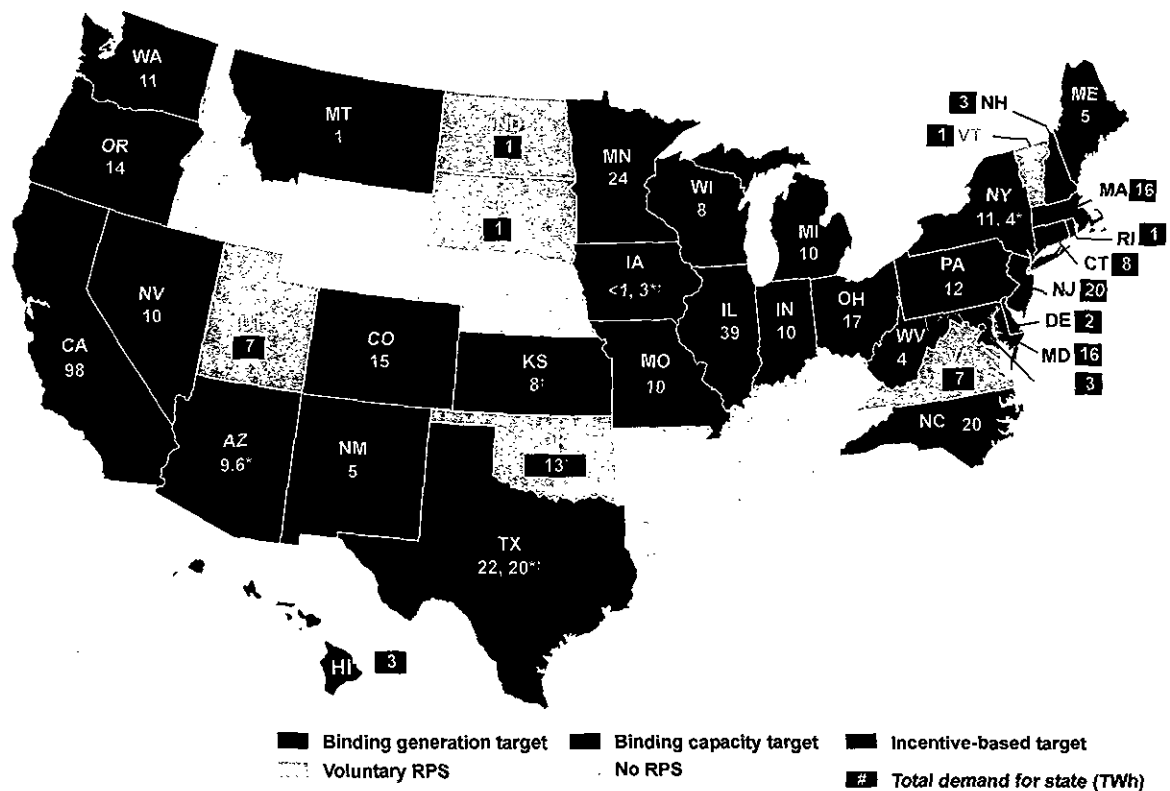 WA
11
MT
1
1
OR
14
MN
24
WI
8
MI
10
3 NH
ME
5
1 VT
NY
11, 4*
MA 16
RI 1
CT 8
NJ 20
DE 2
MD 16
3
1
IA
<1, 3*
PA
12
NV
10
7
CO
15
KS
8
MO
10
IL
39
IN
10
OH
17
WV
4
7
CA
98
AZ
9.6*
NM
5
13
NC 20
TX
22, 20*
HI 3
Binding generation target
Binding capacity target
Incentive-based target
Voluntary RPS
No RPS
# Total demand for state (TWh)